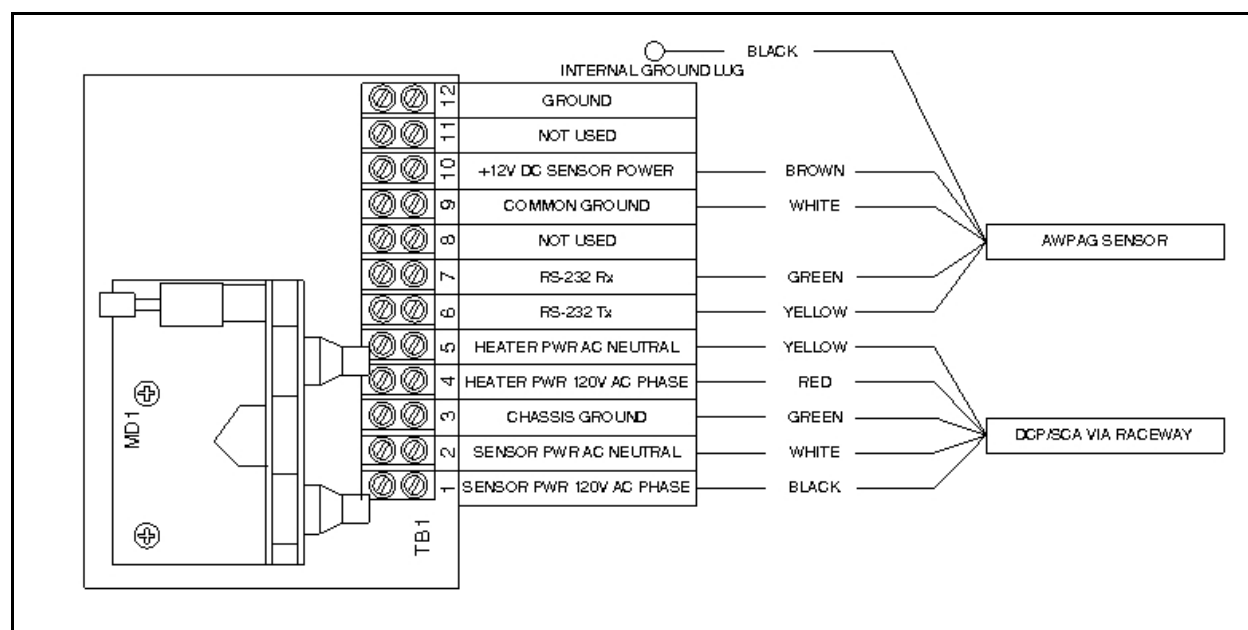 BLACK
INTERNAL GROUND LUG
12 GROUND
11 NOT USED
10 +12V DC SENSOR POWER BROWN
9 COMMON GROUND WHITE
8 NOT USED
AWPAG SENSOR
7 RS-232 Rx GREEN
6 RS-232 Tx YELLOW
5 HEATER PWR AC NEUTRAL YELLOW
4 HEATER PWR 120V AC PHASE RED
3 CHASSIS GROUND GREEN
DCP/SCA VIA RACEWAY
2 SENSOR PWR AC NEUTRAL WHITE
1 SENSOR PWR 120V AC PHASE BLACK
MD1
TB1